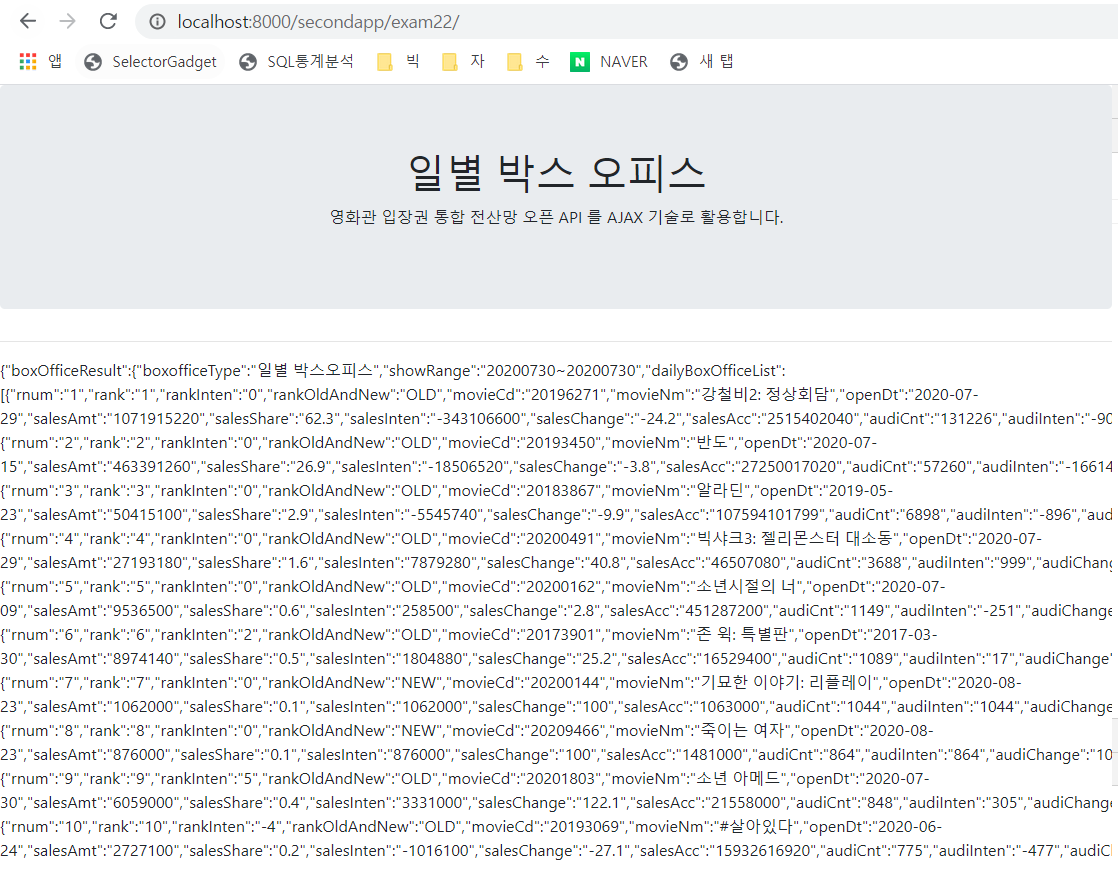 localhost:8000/secondapp/exam22/
앱 SelectorGadget SQL통계분석 빅 자 수 NAVER 새 탭
일별 박스 오피스
영화관 입장권 통합 전산망 오픈 API 를 AJAX 기술로 활용합니다.
{"boxOfficeResult":{"boxofficeType":"일별 박스오피스","showRange":"20200730~20200730","dailyBoxOfficeList":
[{"rnum":"1","rank":"1","rankInten":"0","rankOldAndNew":"OLD","movieCd":"20196271","movieNm":"강철비2: 정상회담","openDt":"2020-07-
29","salesAmt":"1071915220","salesShare":"62.3","salesInten":"-343106600","salesChange":"-24.2","salesAcc":"2515402040","audiCnt":"131226","audiInten":"-90
{"rnum":"2","rank":"2","rankInten":"0","rankOldAndNew":"OLD","movieCd":"20193450","movieNm":"반도","openDt":"2020-07-
15","salesAmt":"463391260","salesShare":"26.9","salesInten":"-18506520","salesChange":"-3.8","salesAcc":"27250017020","audiCnt":"57260","audiInten":"-16614
{"rnum":"3","rank":"3","rankInten":"0","rankOldAndNew":"OLD","movieCd":"20183867","movieNm":"알라딘","openDt":"2019-05-
23","salesAmt":"50415100","salesShare":"2.9","salesInten":"-5545740","salesChange":"-9.9","salesAcc":"107594101799","audiCnt":"6898","audiInten":"-896","aud
{"rnum":"4","rank":"4","rankInten":"0","rankOldAndNew":"OLD","movieCd":"20200491","movieNm":"빅샤크3: 젤리몬스터 대소동","openDt":"2020-07-
29","salesAmt":"27193180","salesShare":"1.6","salesInten":"7879280","salesChange":"40.8","salesAcc":"46507080","audiCnt":"3688","audiInten":"999","audiChang
{"rnum":"5","rank":"5","rankInten":"0","rankOldAndNew":"OLD","movieCd":"20200162","movieNm":"소년시절의 너","openDt":"2020-07-
09","salesAmt":"9536500","salesShare":"0.6","salesInten":"258500","salesChange":"2.8","salesAcc":"451287200","audiCnt":"1149","audiInten":"-251","audiChange
{"rnum":"6","rank":"6","rankInten":"2","rankOldAndNew":"OLD","movieCd":"20173901","movieNm":"존 윅: 특별판","openDt":"2017-03-
30","salesAmt":"8974140","salesShare":"0.5","salesInten":"1804880","salesChange":"25.2","salesAcc":"16529400","audiCnt":"1089","audiInten":"17","audiChange"
{"rnum":"7","rank":"7","rankInten":"0","rankOldAndNew":"NEW","movieCd":"20200144","movieNm":"기묘한 이야기: 리플레이","openDt":"2020-08-
23","salesAmt":"1062000","salesShare":"0.1","salesInten":"1062000","salesChange":"100","salesAcc":"1063000","audiCnt":"1044","audiInten":"1044","audiChange
{"rnum":"8","rank":"8","rankInten":"0","rankOldAndNew":"NEW","movieCd":"20209466","movieNm":"죽이는 여자","openDt":"2020-08-
23","salesAmt":"876000","salesShare":"0.1","salesInten":"876000","salesChange":"100","salesAcc":"1481000","audiCnt":"864","audiInten":"864","audiChange":"10
{"rnum":"9","rank":"9","rankInten":"5","rankOldAndNew":"OLD","movieCd":"20201803","movieNm":"소년 아메드","openDt":"2020-07-
30","salesAmt":"6059000","salesShare":"0.4","salesInten":"3331000","salesChange":"122.1","salesAcc":"21558000","audiCnt":"848","audiInten":"305","audiChange
{"rnum":"10","rank":"10","rankInten":"-4","rankOldAndNew":"OLD","movieCd":"20193069","movieNm":"#살아있다","openDt":"2020-06-
24","salesAmt":"2727100","salesShare":"0.2","salesInten":"-1016100","salesChange":"-27.1","salesAcc":"15932616920","audiCnt":"775","audiInten":"-477","audiC